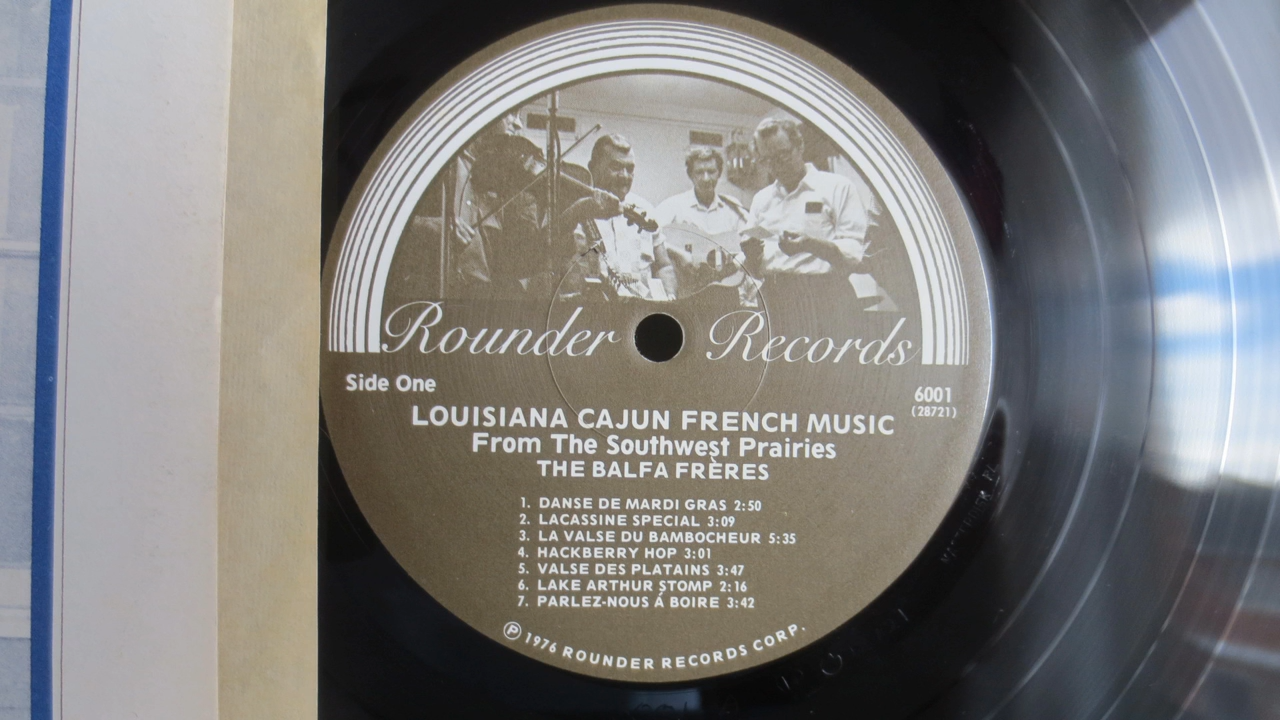 Rounder Records
Side One
6001
(28721)
LOUISIANA CAJUN FRENCH MUSIC
From The Southwest Prairies
THE BALFA FRÈRES
1. DANSE DE MARDI GRAS 2:50
2. LACASSINE SPECIAL 3:09
3. LA VALSE DU BAMBOCHEUR 5:35
4. HACKBERRY HOP 3:01
5. VALSE DES PLATAINS 3:47
6. LAKE ARTHUR STOMP 2:16
7. PARLEZ-NOUS Á BOIRE 3:42
Ⓟ 1976 ROUNDER RECORDS CORP.